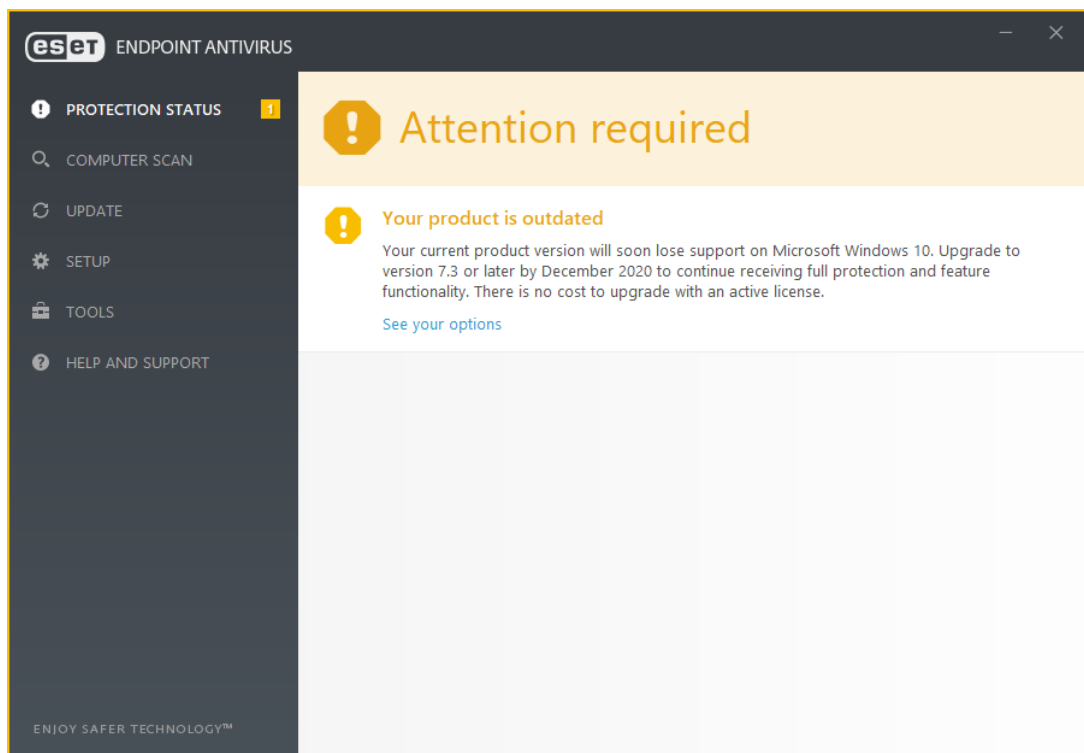 eset ENDPOINT ANTIVIRUS
PROTECTION STATUS 1
COMPUTER SCAN
UPDATE
SETUP
TOOLS
HELP AND SUPPORT
ENJOY SAFER TECHNOLOGY™
Attention required
Your product is outdated
Your current product version will soon lose support on Microsoft Windows 10. Upgrade to
version 7.3 or later by December 2020 to continue receiving full protection and feature
functionality. There is no cost to upgrade with an active license.
See your options